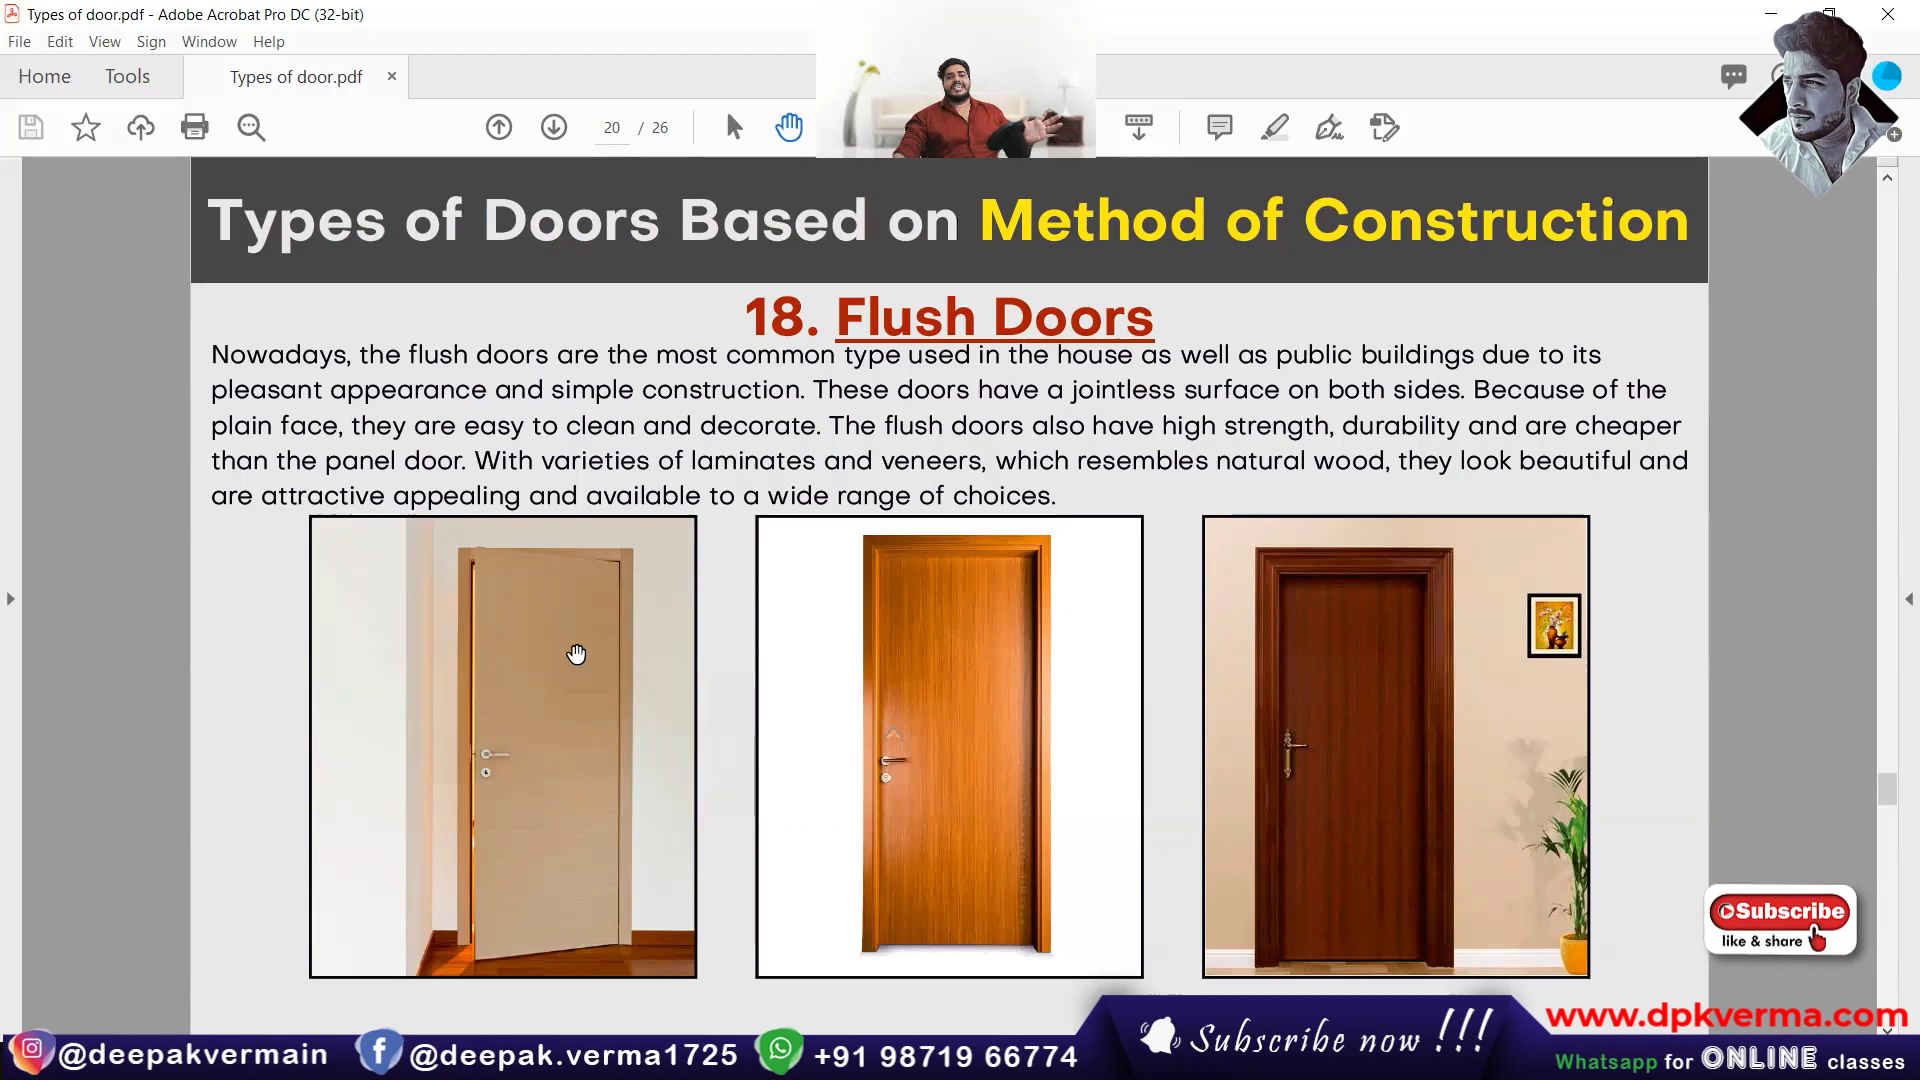 Types of door.pdf - Adobe Acrobat Pro DC (32-bit)
File Edit View Sign Window Help
Home Tools Types of door.pdf ×
20 / 26
Types of Doors Based on Method of Construction
18. Flush Doors
Nowadays, the flush doors are the most common type used in the house as well as public buildings due to its
pleasant appearance and simple construction. These doors have a jointless surface on both sides. Because of the
plain face, they are easy to clean and decorate. The flush doors also have high strength, durability and are cheaper
than the panel door. With varieties of laminates and veneers, which resembles natural wood, they look beautiful and
are attractive appealing and available to a wide range of choices.
Subscribe
like & share
www.dpkverma.com
@deepakvermain @deepak.verma1725 +91 98719 66774 Subscribe now !!!
Whatsapp for ONLINE classes